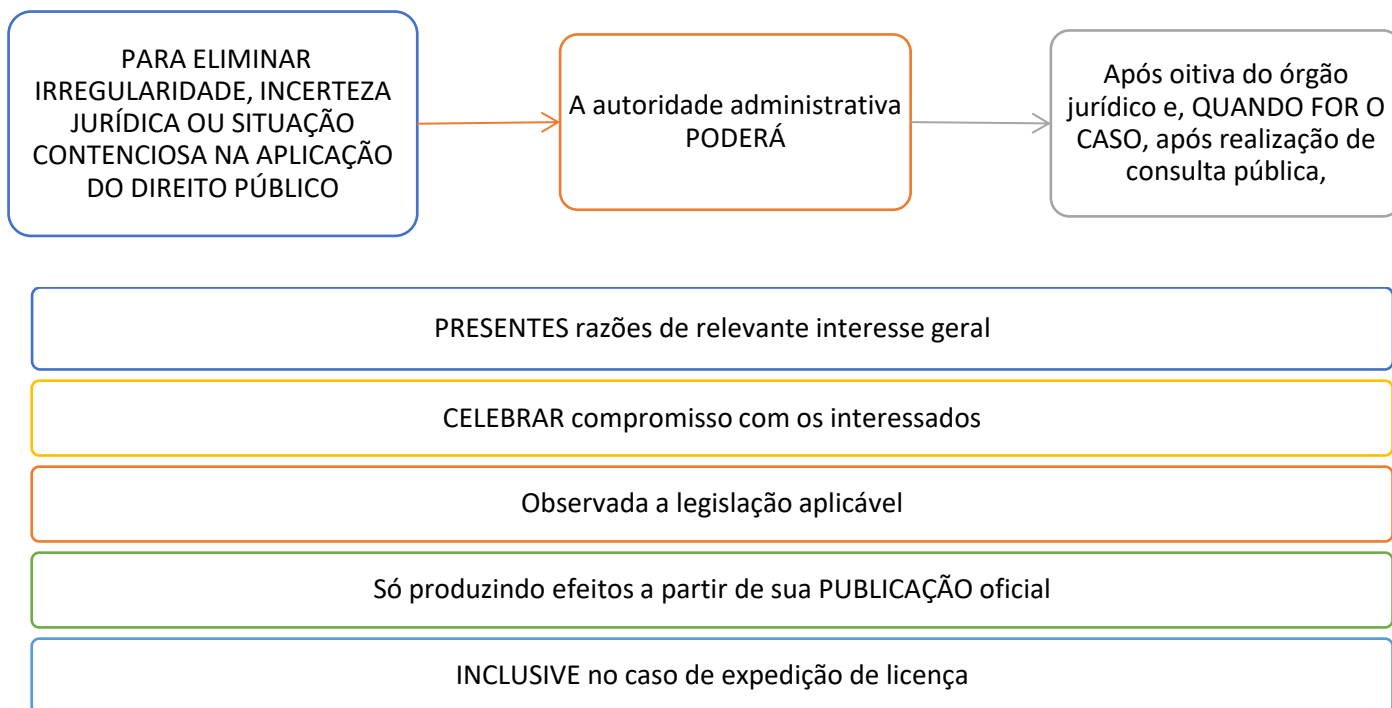 PARA ELIMINAR
IRREGULARIDADE, INCERTEZA
JURÍDICA OU SITUAÇÃO
CONTENCIOSA NA APLICAÇÃO
DO DIREITO PÚBLICO
A autoridade administrativa
PODERÁ
Após oitiva do órgão
jurídico e, QUANDO FOR O
CASO, após realização de
consulta pública,
PRESENTES razões de relevante interesse geral
CELEBRAR compromisso com os interessados
Observada a legislação aplicável
Só produzindo efeitos a partir de sua PUBLICAÇÃO oficial
INCLUSIVE no caso de expedição de licença